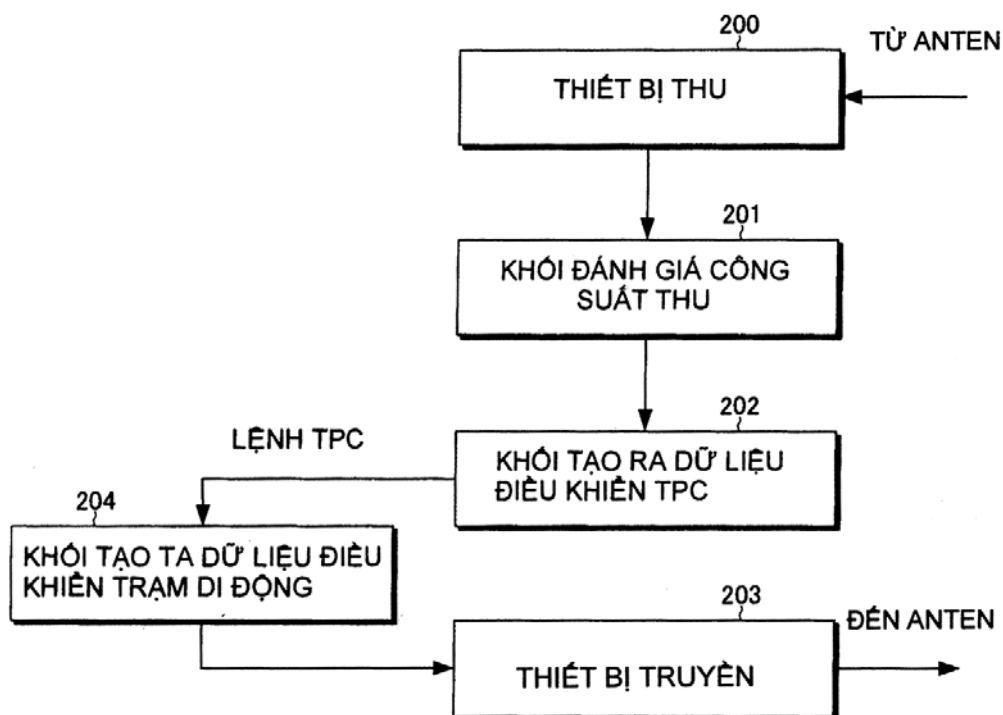 200
TỪ ANTEN
THIẾT BỊ THU
201
KHỐI ĐÁNH GIÁ CÔNG
SUẤT THU
202
LỆNH TPC
KHỐI TẠO RA DỮ LIỆU
ĐIỀU KHIỂN TPC
204
KHỐI TẠO TA DỮ LIỆU ĐIỀU
KHIỂN TRẠM DI ĐỘNG
203
ĐẾN ANTEN
THIẾT BỊ TRUYỀN